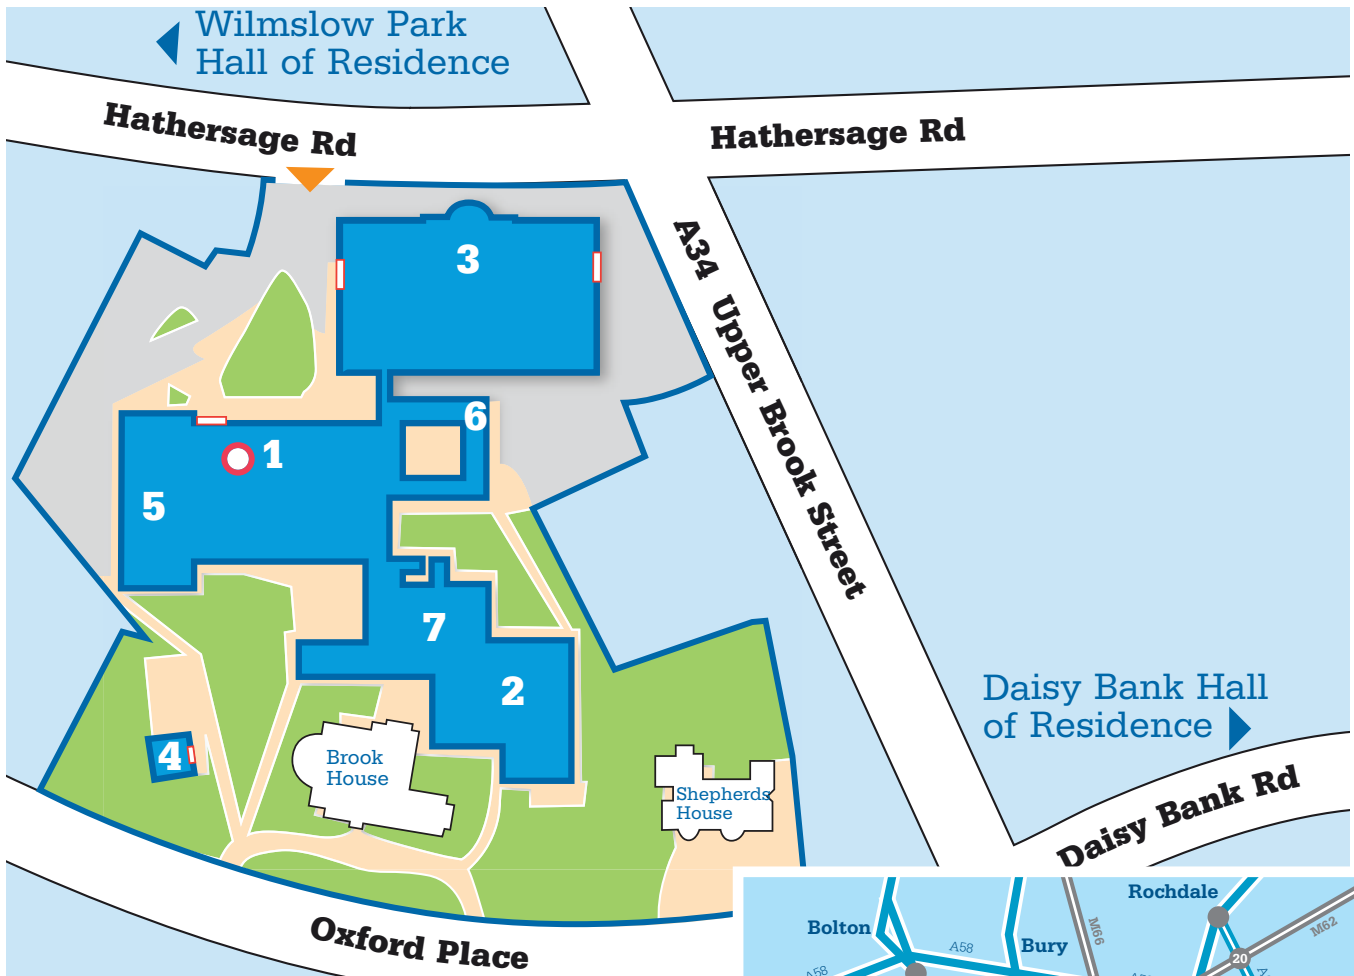 Wilmslow Park
Hall of Residence
Hathersage Rd
Hathersage Rd
A34 Upper Brook Street
3
6
1
5
7
2
4
Brook
House
Shepherds
House
Daisy Bank Hall
of Residence
Daisy Bank Rd
Oxford Place
Rochdale
Bolton
A58
Bury
M66
M62
20
A58